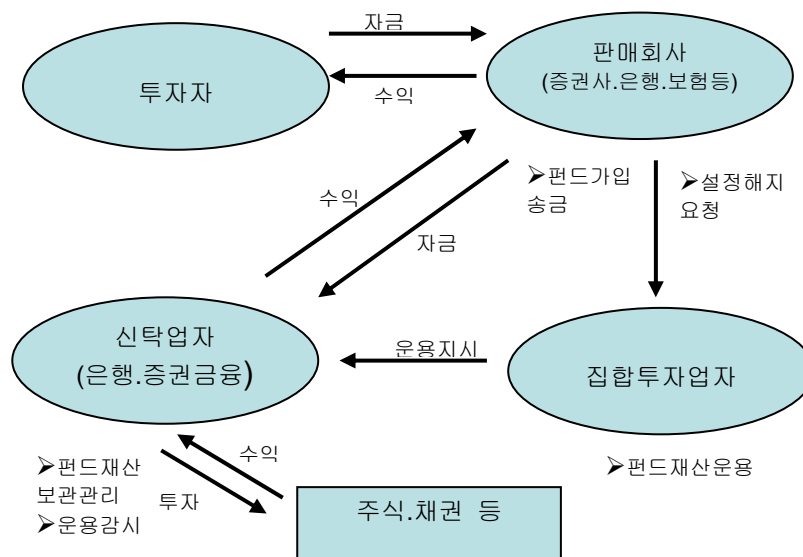 자금
판매회사
(증권사.은행.보험등)
투자자
수익
➢펀드가입
송금
➢설정해지
요청
수익
자금
신탁업자
(은행.증권금융)
운용지시
집합투자업자
➢펀드재산
보관관리
➢운용감시
수익
투자
➢펀드재산운용
주식.채권 등